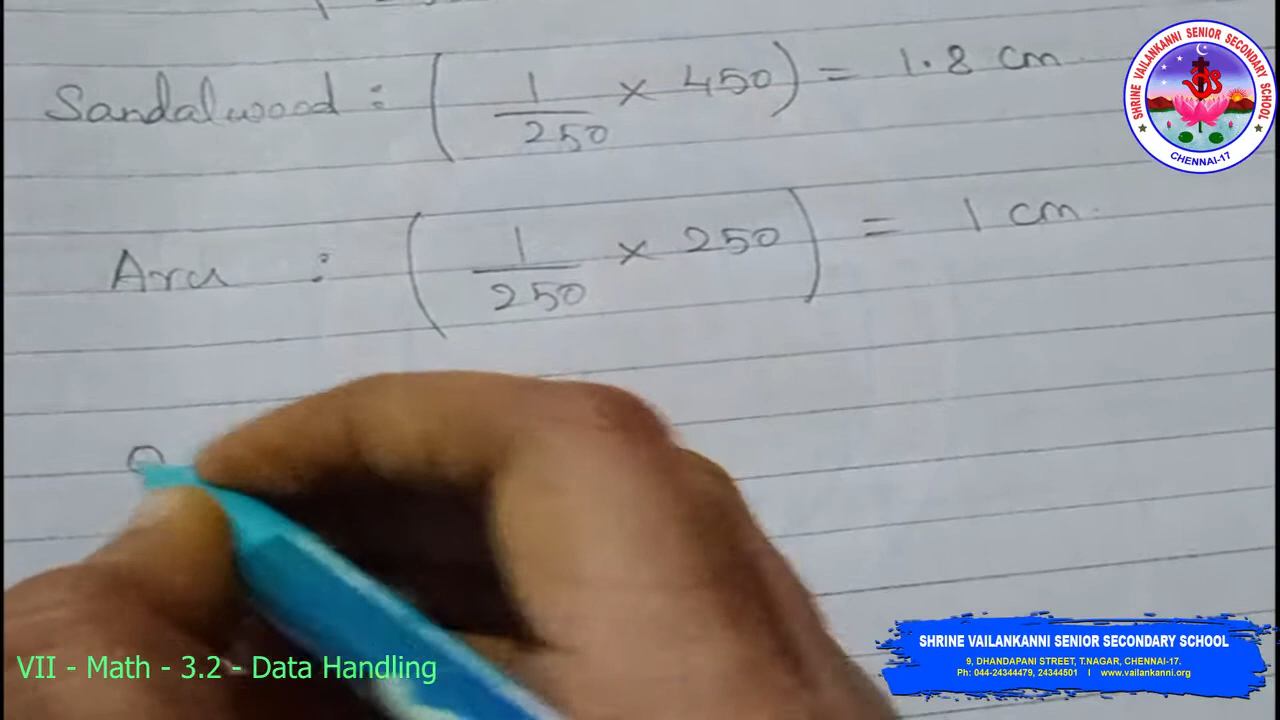 Sandalwood : ( 1/250 × 450 ) = 1.8 cm.
Aru : ( 1/250 × 250 ) = 1 cm.
SHRINE VAILANKANNI SENIOR SECONDARY SCHOOL
CHENNAI-17
VII - Math - 3.2 - Data Handling
SHRINE VAILANKANNI SENIOR SECONDARY SCHOOL
9, DHANDAPANI STREET, T.NAGAR, CHENNAI-17.
Ph: 044-24344479, 24344501 I www.vailankanni.org